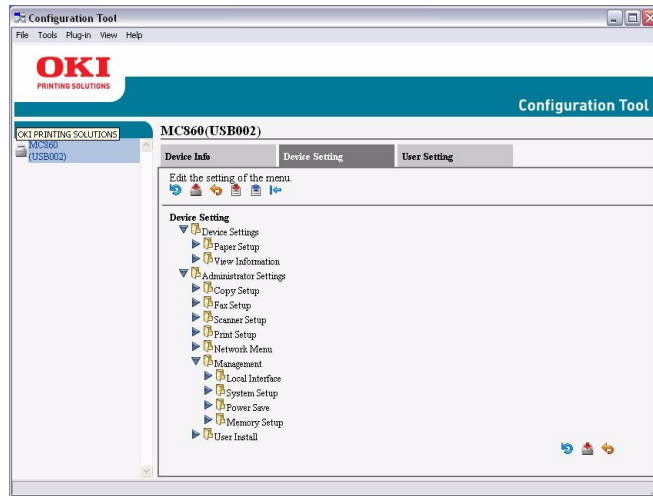 Configuration Tool
File Tools Plug-in View Help
OKI
PRINTING SOLUTIONS
Configuration Tool
OKI PRINTING SOLUTIONS
MC860
(USB002)
MC860(USB002)
Device Info Device Setting User Setting
Edit the setting of the menu.
Device Setting
Device Settings
Paper Setup
View Information
Administrator Settings
Copy Setup
Fax Setup
Scanner Setup
Print Setup
Network Menu
Management
Local Interface
System Setup
Power Save
Memory Setup
User Install